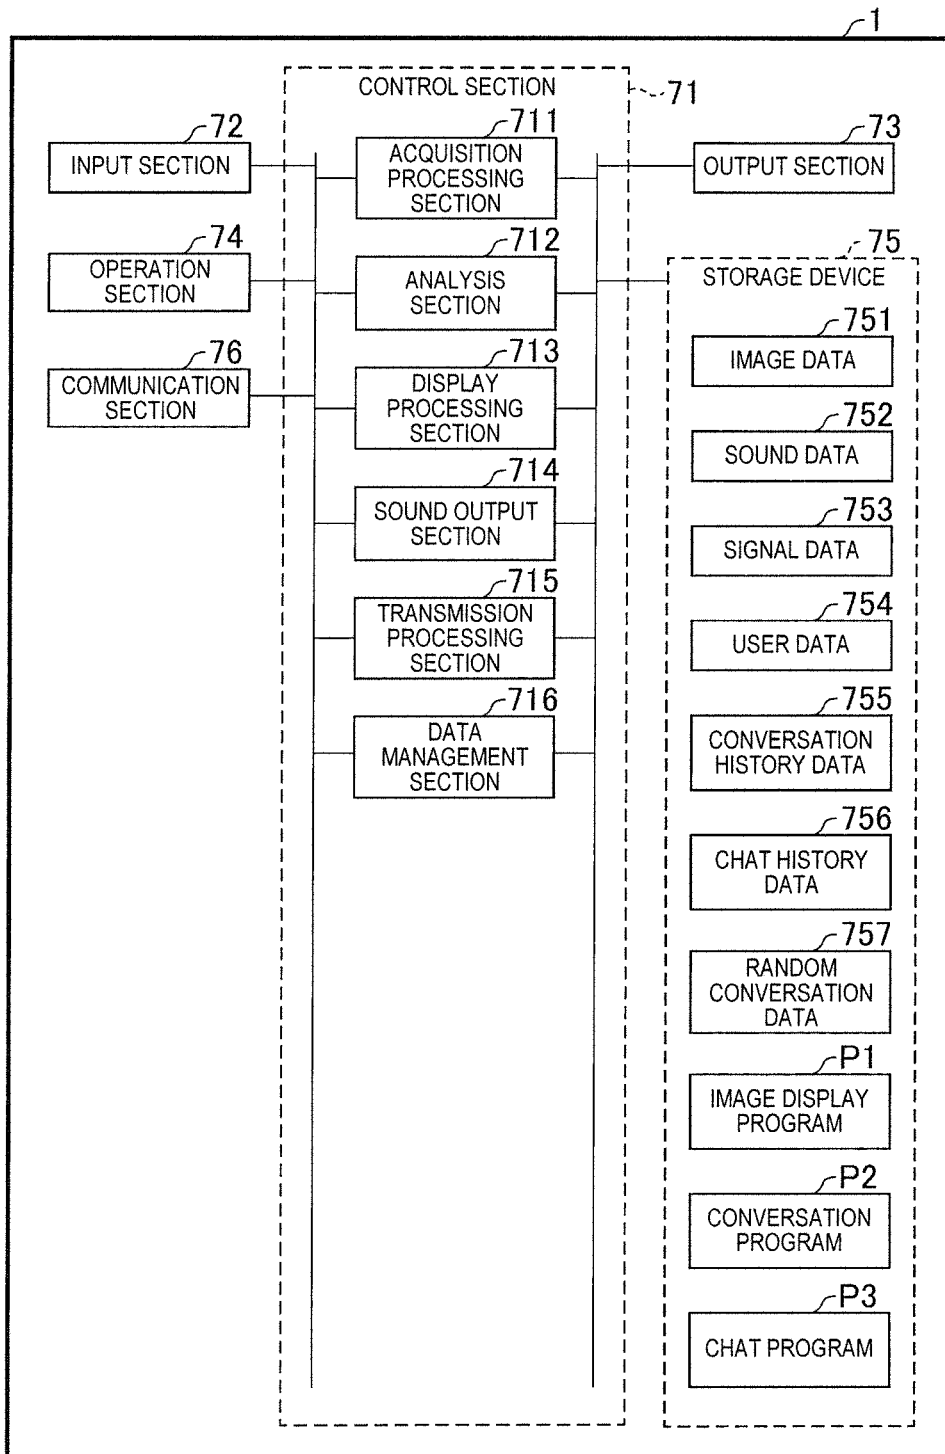 1
CONTROL SECTION
71
72
INPUT SECTION
74
OPERATION
SECTION
76
COMMUNICATION
SECTION
711
ACQUISITION
PROCESSING
SECTION
712
ANALYSIS
SECTION
713
DISPLAY
PROCESSING
SECTION
714
SOUND OUTPUT
SECTION
715
TRANSMISSION
PROCESSING
SECTION
716
DATA
MANAGEMENT
SECTION
73
OUTPUT SECTION
75
STORAGE DEVICE
751
IMAGE DATA
752
SOUND DATA
753
SIGNAL DATA
754
USER DATA
755
CONVERSATION
HISTORY DATA
756
CHAT HISTORY
DATA
757
RANDOM
CONVERSATION
DATA
P1
IMAGE DISPLAY
PROGRAM
P2
CONVERSATION
PROGRAM
P3
CHAT PROGRAM